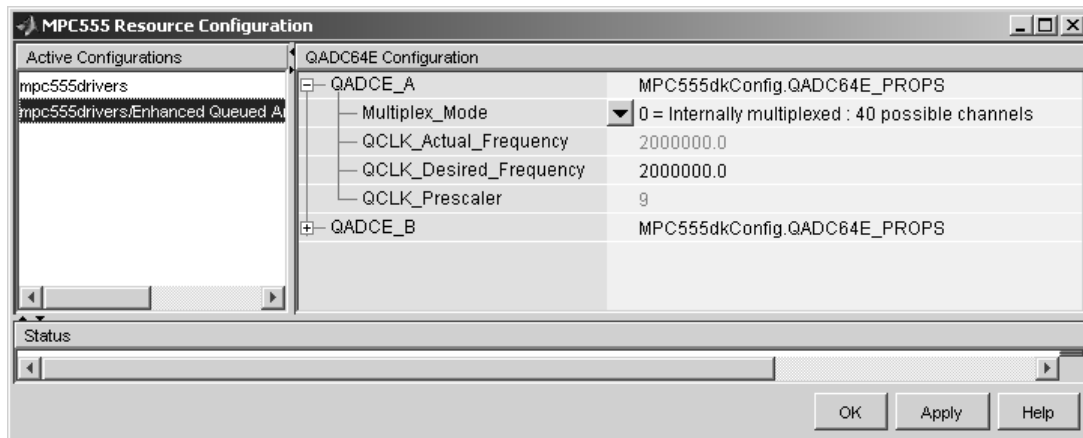 MPC555 Resource Configuration
Active Configurations
QADC64E Configuration
mpc555drivers
mpc555drivers/Enhanced Queued A
QADCE_A MPC555dkConfig.QADC64E_PROPS
Multiplex_Mode 0 = Internally multiplexed : 40 possible channels
QCLK_Actual_Frequency 2000000.0
QCLK_Desired_Frequency 2000000.0
QCLK_Prescaler 9
QADCE_B MPC555dkConfig.QADC64E_PROPS
Status
OK Apply Help